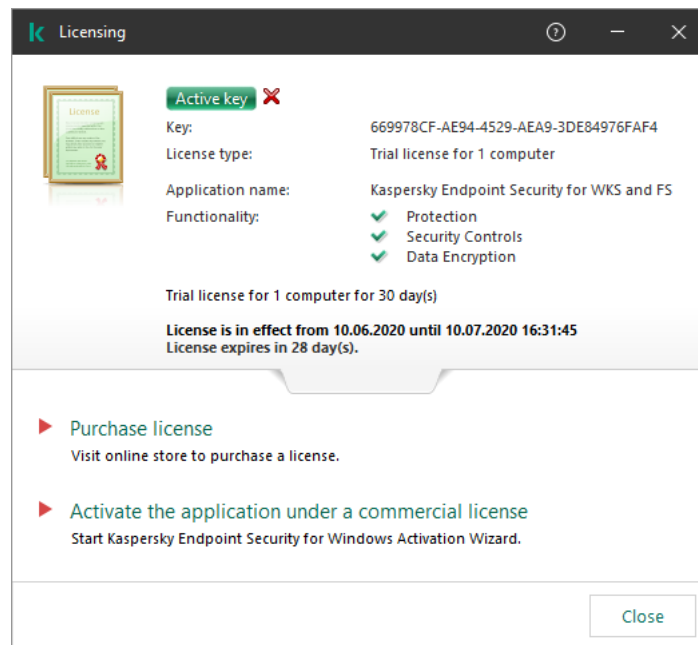 Licensing
License
Active key
Key: 669978CF-AE94-4529-AEA9-3DE84976FAF4
License type: Trial license for 1 computer
Application name: Kaspersky Endpoint Security for WKS and FS
Functionality: Protection
Security Controls
Data Encryption
Trial license for 1 computer for 30 day(s)
License is in effect from 10.06.2020 until 10.07.2020 16:31:45
License expires in 28 day(s).
Purchase license
Visit online store to purchase a license.
Activate the application under a commercial license
Start Kaspersky Endpoint Security for Windows Activation Wizard.
Close